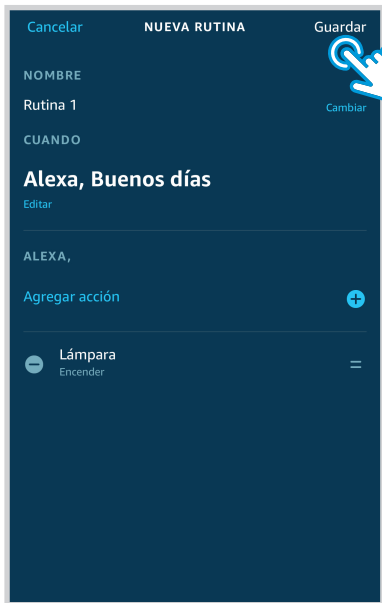 Cancelar NUEVA RUTINA Guardar
NOMBRE
Rutina 1 Cambiar
CUANDO
Alexa, Buenos días
Editar
ALEXA,
Agregar acción
Lámpara
Encender